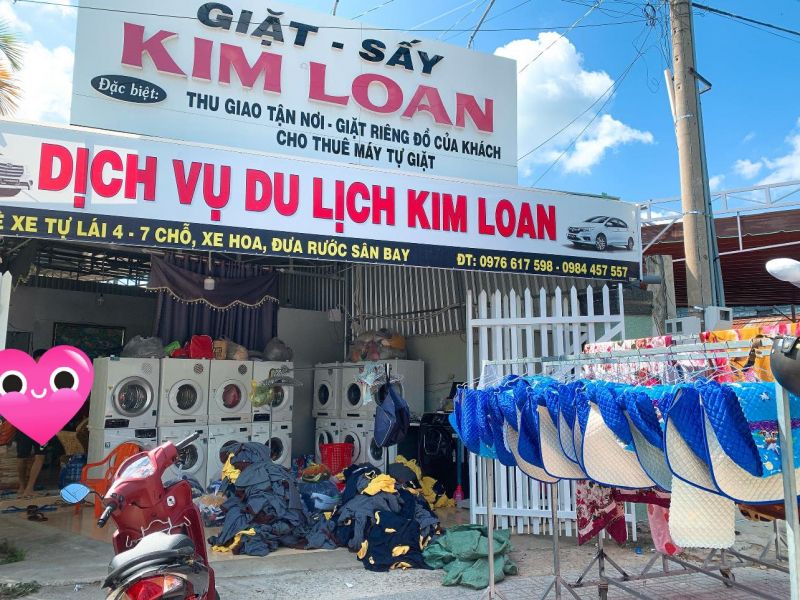 GIẶT - SẤY
KIM LOAN
Đặc biệt:
THU GIAO TẬN NƠI - GIẶT RIÊNG ĐỒ CỦA KHÁCH
CHO THUÊ MÁY TỰ GIẶT
DỊCH VỤ DU LỊCH KIM LOAN
XE TỰ LÁI 4 - 7 CHỖ, XE HOA, ĐƯA RƯỚC SÂN BAY
ĐT: 0976 617 598 - 0984 457 557